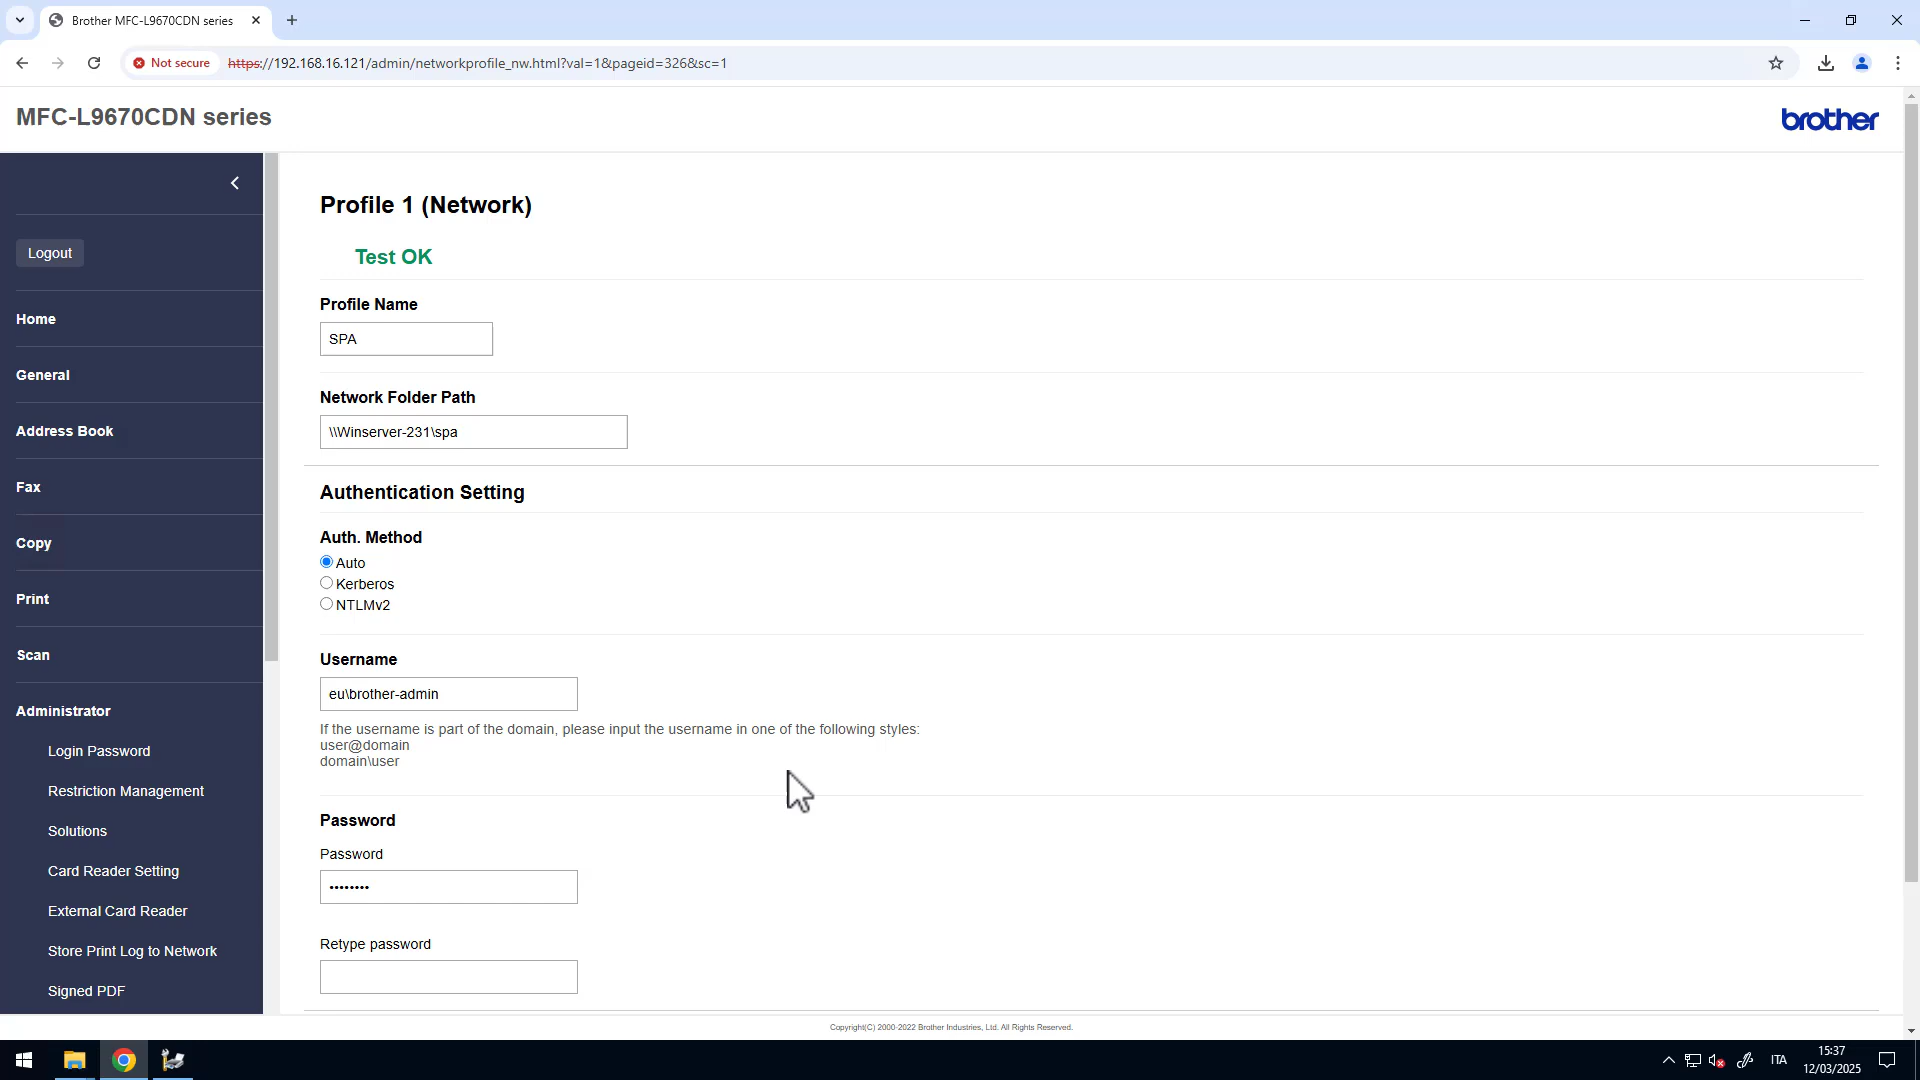 Brother MFC-L9670CDN series
Not secure
https://192.168.16.121/admin/networkprofile_nw.html?val=1&pageid=326&sc=1
MFC-L9670CDN series
brother
Logout
Home
General
Address Book
Fax
Copy
Print
Scan
Administrator
Login Password
Restriction Management
Solutions
Card Reader Setting
External Card Reader
Store Print Log to Network
Signed PDF
Profile 1 (Network)
Test OK
Profile Name
SPA
Network Folder Path
\\Winserver-231\spa
Authentication Setting
Auth. Method
Auto
Kerberos
NTLMv2
Username
eu\brother-admin
If the username is part of the domain, please input the username in one of the following styles:
user@domain
domain\user
Password
Password
••••••••
Retype password
Copyright(C) 2000-2022 Brother Industries, Ltd. All Rights Reserved.
ITA
15:37
12/03/2025